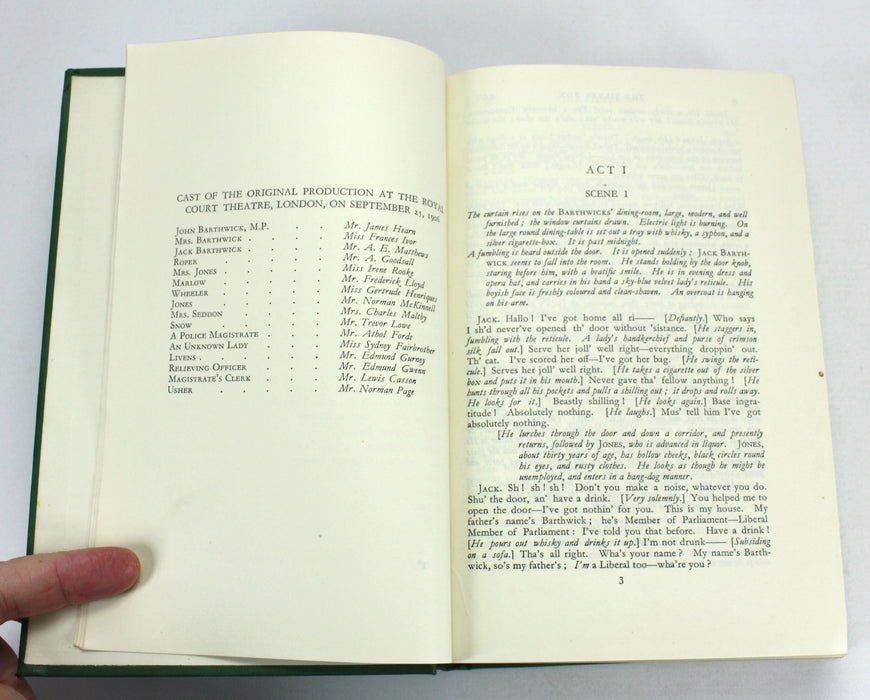 CAST OF THE ORIGINAL PRODUCTION AT THE ROYAL
COURT THEATRE, LONDON, ON SEPTEMBER 25, 1906
JOHN BARTHWICK, M.P. . . Mr. James Hearn
MRS. BARTHWICK . . . . Miss Frances Ivor
JACK BARTHWICK . . . . Mr. A. E. Matthews
ROPER . . . . Mr. A. Goodsall
MRS. JONES . . . . Miss Irene Rooke
MARLOW . . . . Mr. Frederick Lloyd
WHEELER . . . . Miss Gertrude Henriques
JONES . . . . Mr. Norman McKinnell
MRS. SEDDON . . . . Mrs. Charles Maltby
SNOW . . . . Mr. Trevor Lowe
A POLICE MAGISTRATE . . . Mr. Athol Forde
AN UNKNOWN LADY . . . Miss Sydney Fairbrother
LIVENS . . . . Mr. Edmund Gurney
RELIEVING OFFICER . . . Mr. Edmund Gwenn
MAGISTRATE'S CLERK . . . Mr. Lewis Casson
USHER . . . . Mr. Norman Page
ACT I
SCENE I
The curtain rises on the BARTHWICKS' dining-room, large, modern, and well
furnished; the window curtains drawn. Electric light is burning. On
the large round dining-table is set out a tray with whisky, a syphon, and a
silver cigarette-box. It is past midnight.
A fumbling is heard outside the door. It is opened suddenly; JACK BARTH-
WICK seems to fall into the room. He stands holding by the door knob,
staring before him, with a beatific smile. He is in evening dress and
opera hat, and carries in his hand a sky-blue velvet lady's reticule. His
boyish face is freshly coloured and clean-shaven. An overcoat is hanging
on his arm.
JACK. Hallo! I've got home all ri—— [Defiantly.] Who says
I sh'd never've opened th' door without 'sistance. [He staggers in,
fumbling with the reticule. A lady's handkerchief and purse of crimson
silk fall out.] Serve her joll' well right—everything droppin' out.
Th' cat. I've scored her off—I've got her bag. [He swings the reti-
cule.] Serves her joll' well right. [He takes a cigarette out of the silver
box and puts it in his mouth.] Never gave tha' fellow anything! [He
hunts through all his pockets and pulls a shilling out; it drops and rolls away.
He looks for it.] Beastly shilling! [He looks again.] Base ingra-
titude! Absolutely nothing. [He laughs.] Mus' tell him I've got
absolutely nothing.
[He lurches through the door and down a corridor, and presently
returns, followed by JONES, who is advanced in liquor. JONES,
about thirty years of age, has hollow cheeks, black circles round
his eyes, and rusty clothes. He looks as though he might be
unemployed, and enters in a hang-dog manner.
JACK. Sh! sh! sh! Don't you make a noise, whatever you do.
Shu' the door, an' have a drink. [Very solemnly.] You helped me to
open the door—I've got nothin' for you. This is my house. My
father's name's Barthwick; he's Member of Parliament—Liberal
Member of Parliament: I've told you that before. Have a drink!
[He pours out whisky and drinks it up.] I'm not drunk—— [Subsiding
on a sofa.] Tha's all right. Wha's your name? My name's Barth-
wick, so's my father's; I'm a Liberal too—wha're you?
3